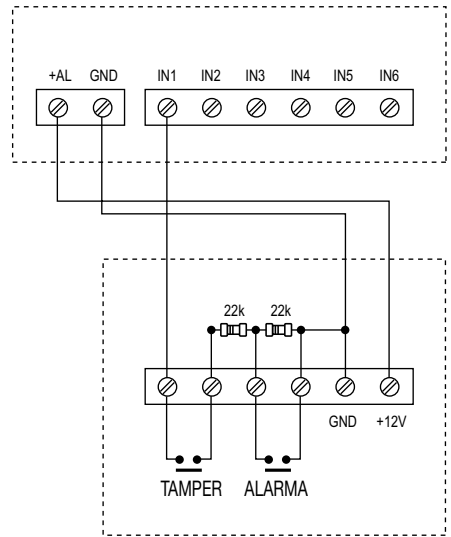 +AL GND IN1 IN2 IN3 IN4 IN5 IN6
22k 22k
GND +12V
TAMPER ALARMA